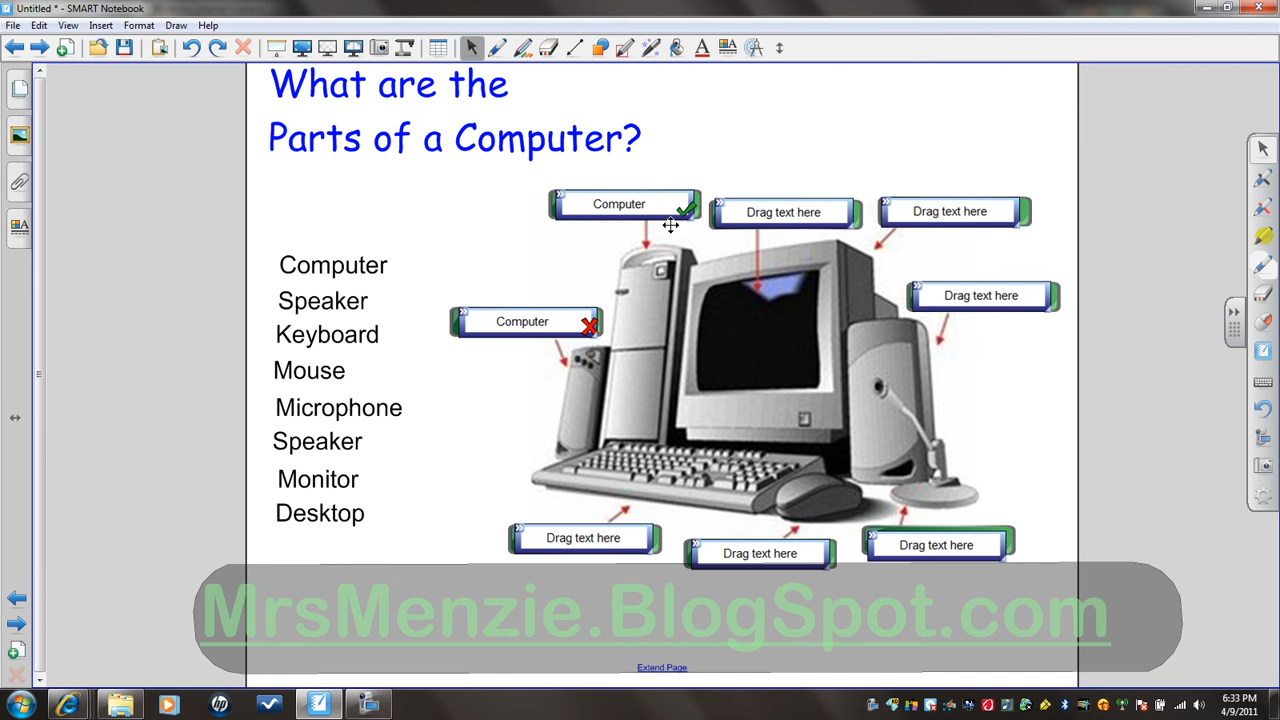 Untitled * - SMART Notebook
File Edit View Insert Format Draw Help
What are the
Parts of a Computer?
Computer
Drag text here
Drag text here
Computer
Speaker
Keyboard
Mouse
Microphone
Speaker
Monitor
Desktop
Drag text here
Computer
Drag text here
Drag text here
Drag text here
MrsMenzie.BlogSpot.com
Extend Page
6:33 PM
4/9/2011